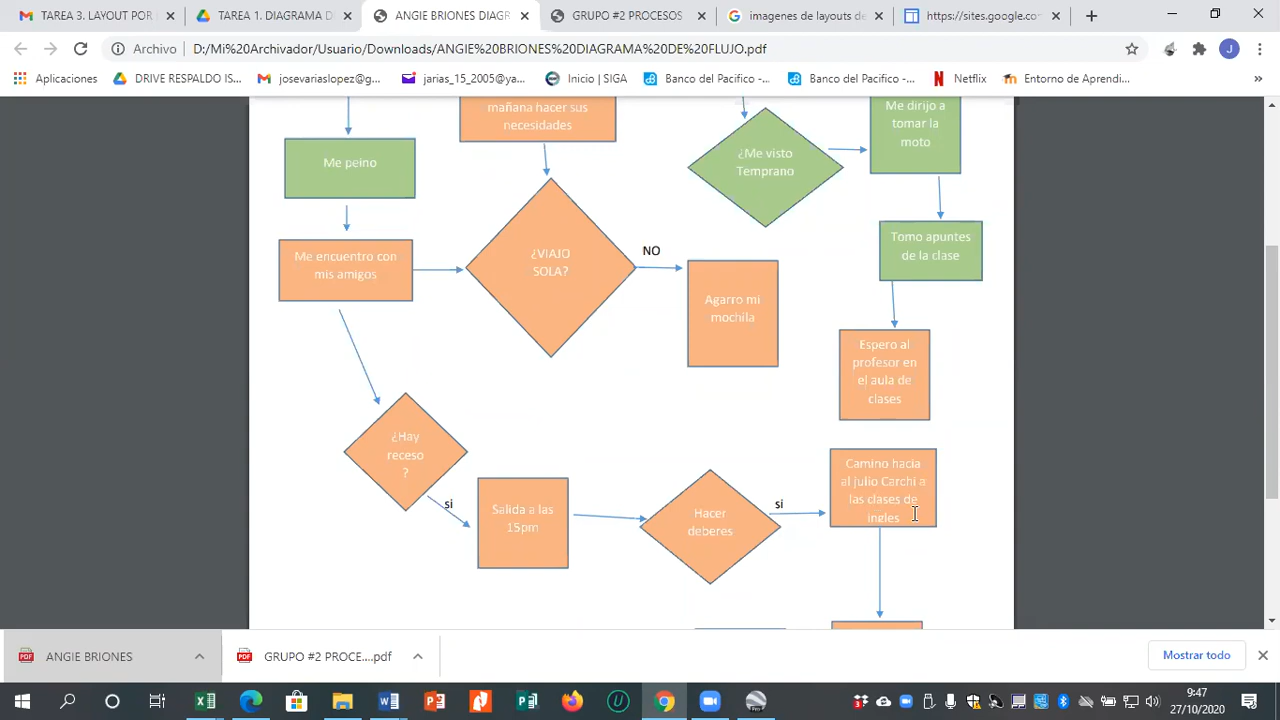 TAREA 3. LAYOUT POR
TAREA 1. DIAGRAMA D
ANGIE BRIONES DIAGR
GRUPO #2 PROCESOS
imagenes de layouts de
https://sites.google.com
Archivo
D:/Mi%20Archivador/Usuario/Downloads/ANGIE%20BRIONES%20DIAGRAMA%20DE%20FLUJO.pdf
J
Aplicaciones
DRIVE RESPALDO IS...
josevariaslopez@g...
jarias_15_2005@ya...
Inicio | SIGA
Banco del Pacifico -...
Banco del Pacifico -...
Netflix
Entorno de Aprendi...
»
mañana hacer sus
necesidades
Me dirijo a
tomar la
moto
Me peino
¿Me visto
Temprano
Tomo apuntes
de la clase
Me encuentro con
mis amigos
¿VIAJO
SOLA?
NO
Agarro mi
mochila
Espero al
profesor en
el aula de
clases
¿Hay
receso
?
si
Salida a las
15pm
Hacer
deberes
si
Camino hacia
al julio Carchi a
las clases de
ingles
ANGIE BRIONES
GRUPO #2 PROCE....pdf
Mostrar todo
9:47
27/10/2020